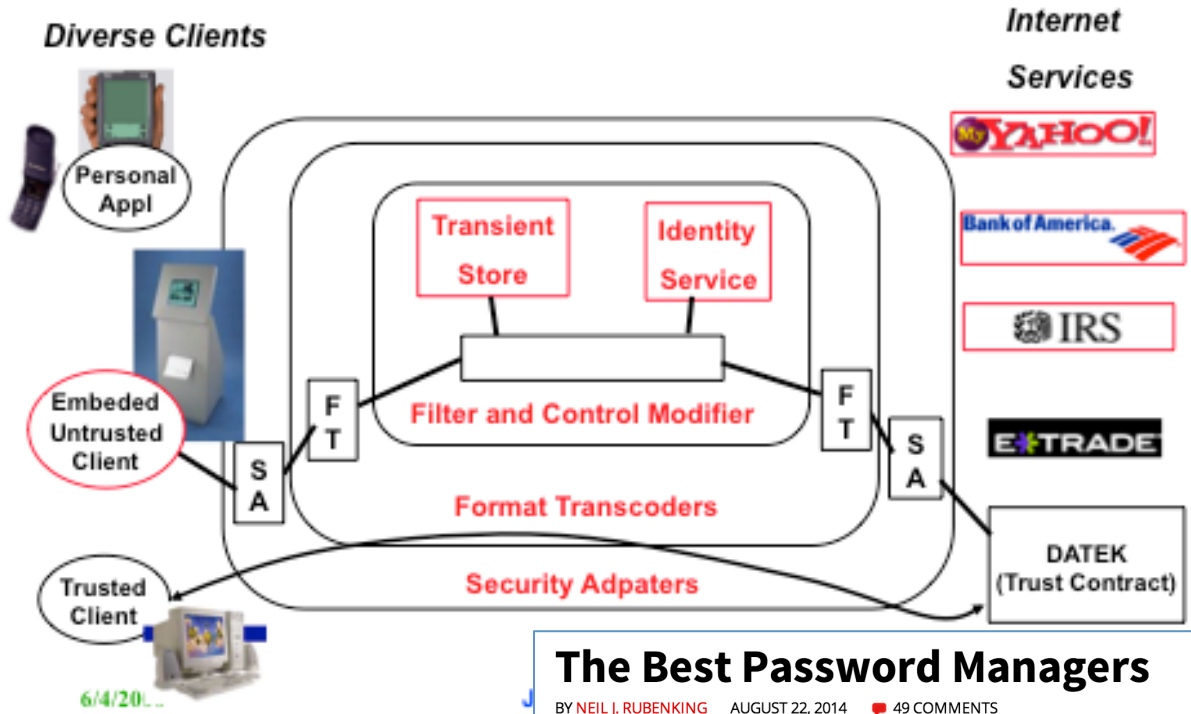 Diverse Clients
Internet
Services
My YAHOO!
Personal
Appl
Bank of America.
Transient
Store
Identity
Service
IRS
Embeded
Untrusted
Client
F
T
F
T
Filter and Control Modifier
E*TRADE
S
A
S
A
Format Transcoders
DATEK
(Trust Contract)
Security Adpaters
Trusted
Client
The Best Password Managers
BY NEIL J. RUBENKING AUGUST 22, 2014 49 COMMENTS